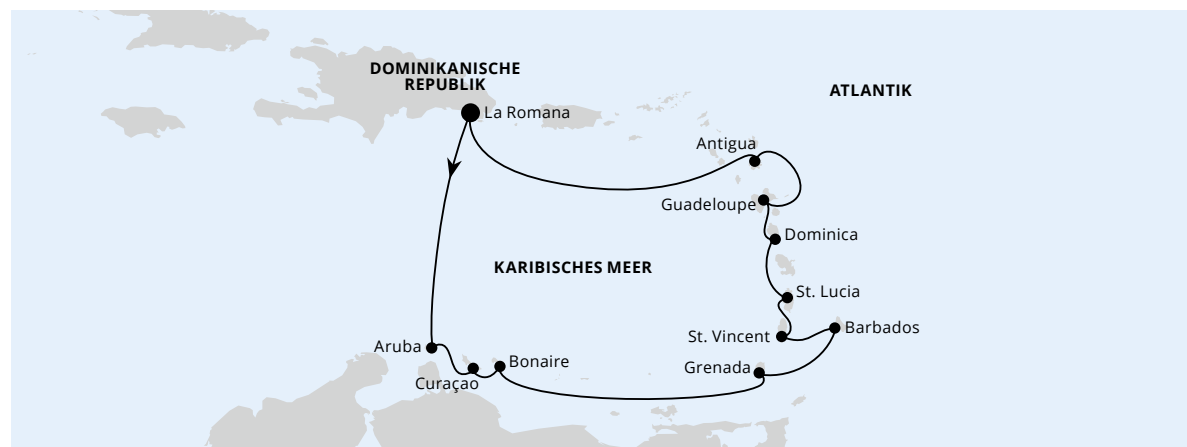 DOMINIKANISCHE
REPUBLIK
ATLANTIK
La Romana
Antigua
Guadeloupe
Dominica
KARIBISCHES MEER
St. Lucia
Barbados
St. Vincent
Aruba
Bonaire
Grenada
Curaçao